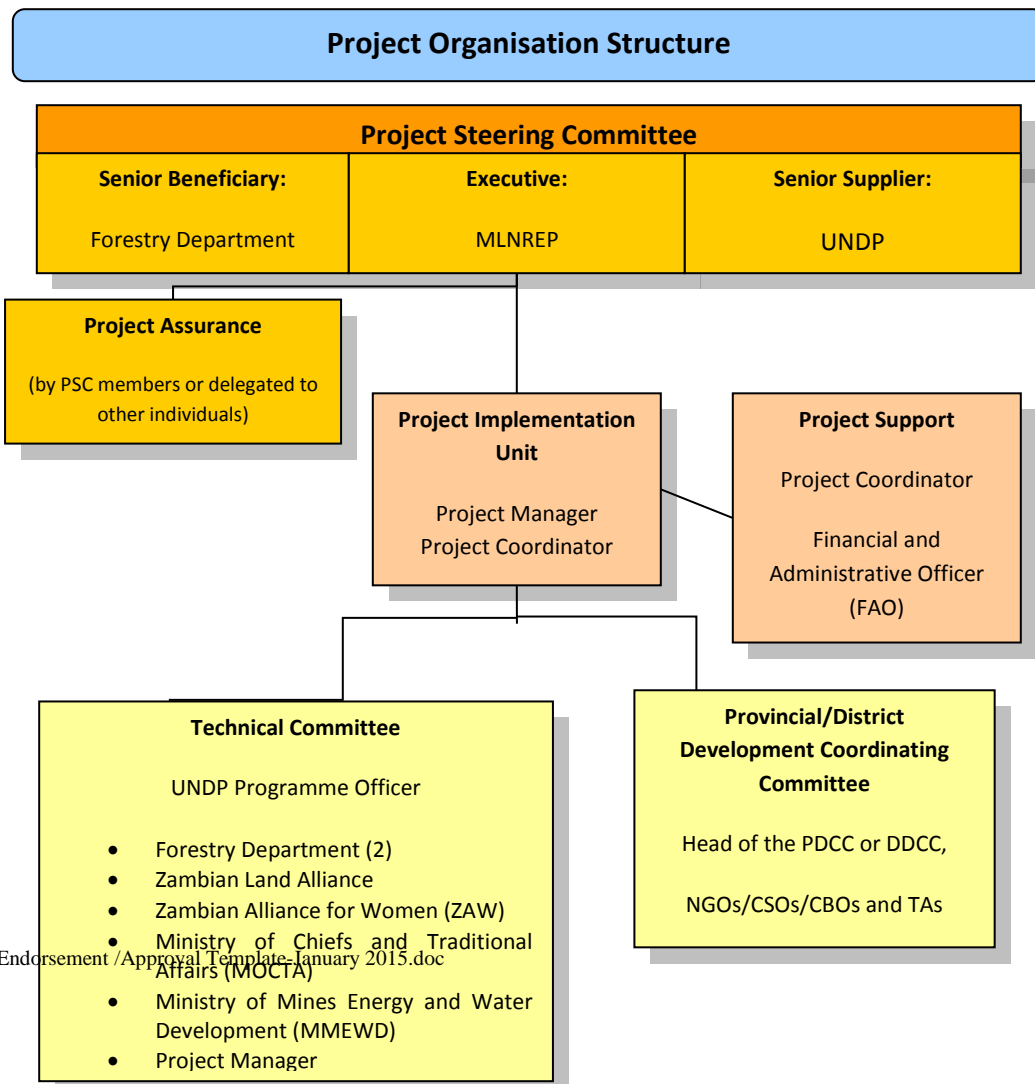 Project Organisation Structure
Project Steering Committee
Senior Beneficiary:
Forestry Department
Executive:
MLNREP
Senior Supplier:
UNDP
Project Assurance
(by PSC members or delegated to
other individuals)
Project Implementation
Unit
Project Manager
Project Coordinator
Project Support
Project Coordinator
Financial and
Administrative Officer
(FAO)
Technical Committee
UNDP Programme Officer
• Forestry Department (2)
• Zambian Land Alliance
• Zambian Alliance for Women (ZAW)
• Ministry of Chiefs and Traditional
Affairs (MOCTA)
• Ministry of Mines Energy and Water
Development (MMEWD)
• Project Manager
Provincial/District
Development Coordinating
Committee
Head of the PDCC or DDCC,
NGOs/CSOs/CBOs and TAs
Endorsement /Approval Template-January 2015.doc